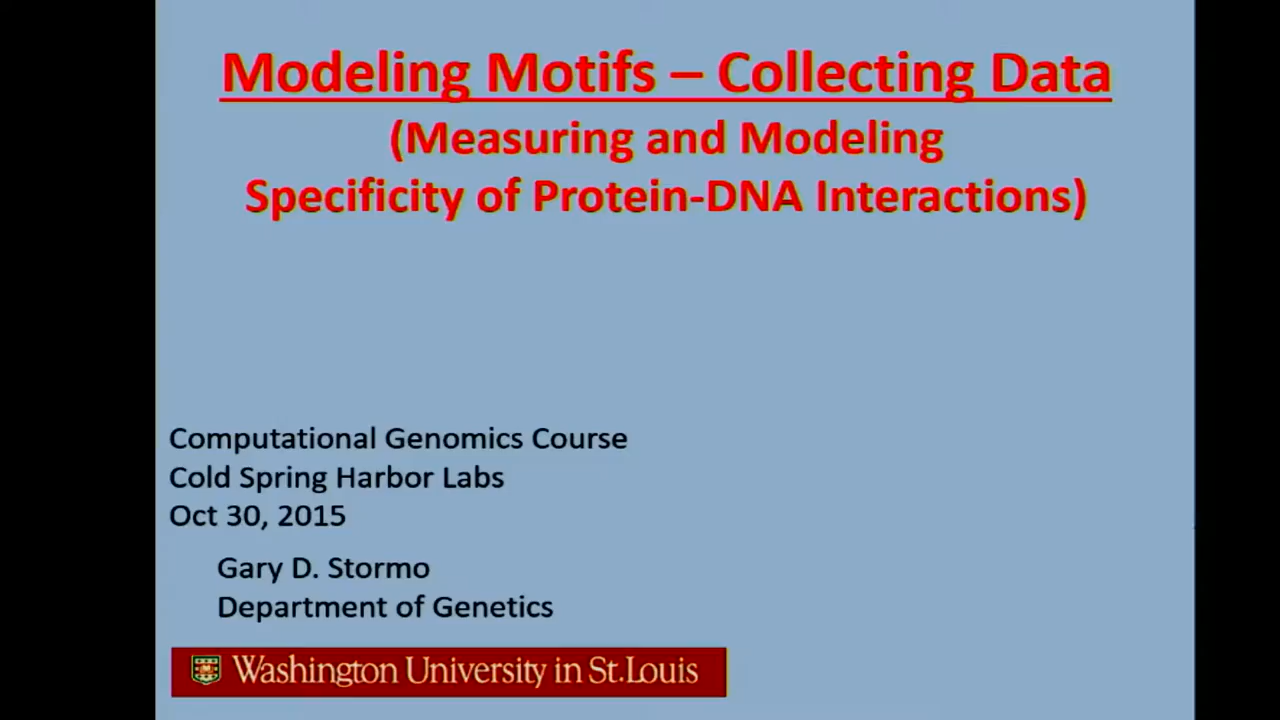 Modeling Motifs – Collecting Data
(Measuring and Modeling
Specificity of Protein-DNA Interactions)
Computational Genomics Course
Cold Spring Harbor Labs
Oct 30, 2015
Gary D. Stormo
Department of Genetics
Washington University in St.Louis